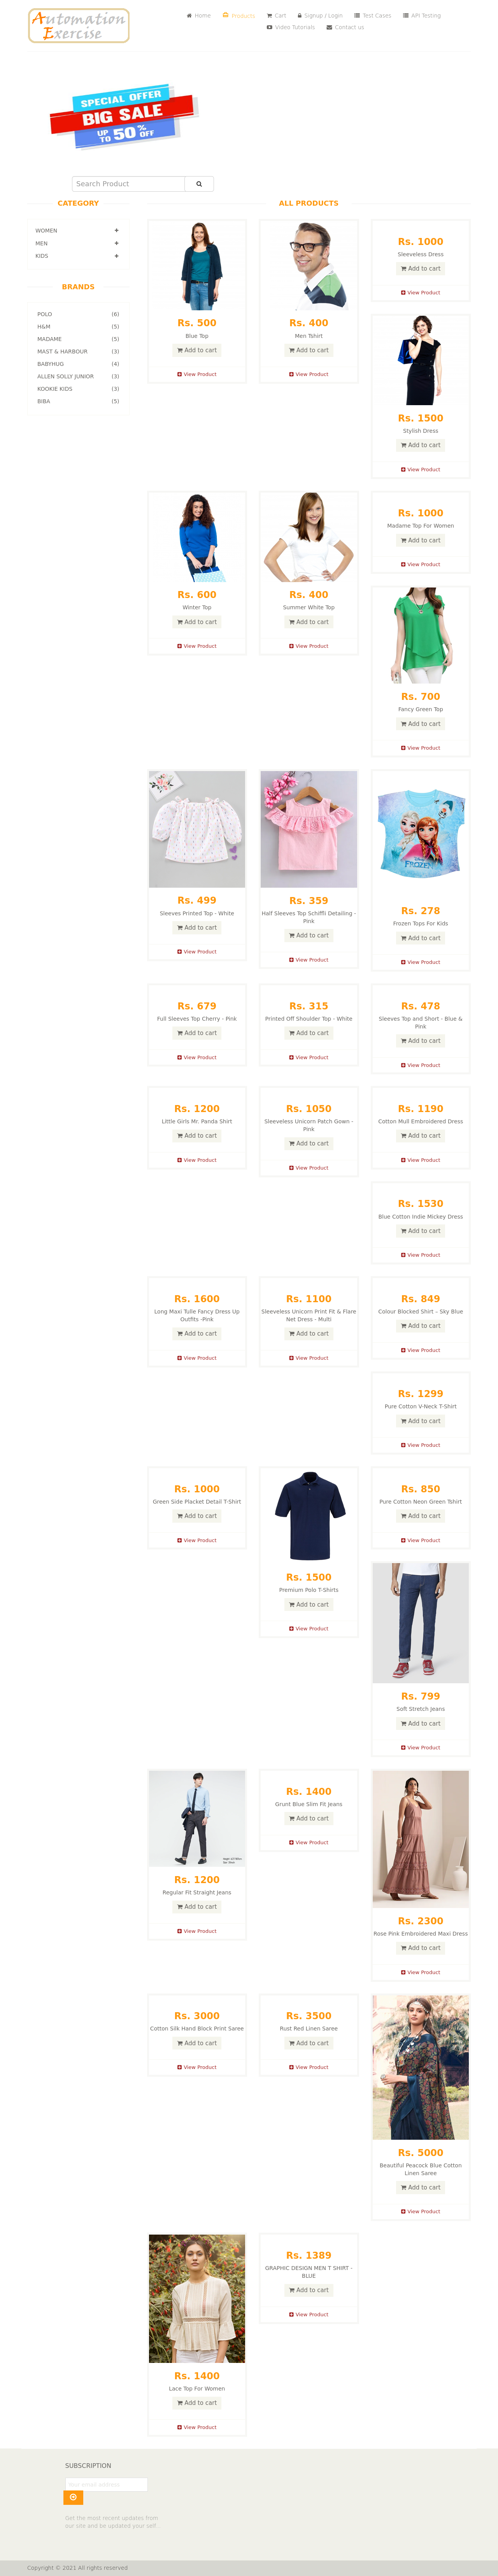 Automation
Exercise
Home
Products
Cart
Signup / Login
Test Cases
API Testing
Video Tutorials
Contact us
SPECIAL OFFER
BIG SALE
UP TO 50% OFF
Search Product
CATEGORY
WOMEN
MEN
KIDS
BRANDS
POLO (6)
H&M (5)
MADAME (5)
MAST & HARBOUR (3)
BABYHUG (4)
ALLEN SOLLY JUNIOR (3)
KOOKIE KIDS (3)
BIBA (5)
ALL PRODUCTS
Rs. 500
Blue Top
Add to cart
View Product
Rs. 400
Men Tshirt
Add to cart
View Product
Rs. 1000
Sleeveless Dress
Add to cart
View Product
Rs. 1500
Stylish Dress
Add to cart
View Product
Rs. 600
Winter Top
Add to cart
View Product
Rs. 400
Summer White Top
Add to cart
View Product
Rs. 1000
Madame Top For Women
Add to cart
View Product
Rs. 700
Fancy Green Top
Add to cart
View Product
Rs. 499
Sleeves Printed Top - White
Add to cart
View Product
Rs. 359
Half Sleeves Top Schiffli Detailing -
Pink
Add to cart
View Product
FROZEN
Rs. 278
Frozen Tops For Kids
Add to cart
View Product
Rs. 679
Full Sleeves Top Cherry - Pink
Add to cart
View Product
Rs. 315
Printed Off Shoulder Top - White
Add to cart
View Product
Rs. 478
Sleeves Top and Short - Blue &
Pink
Add to cart
View Product
Rs. 1200
Little Girls Mr. Panda Shirt
Add to cart
View Product
Rs. 1050
Sleeveless Unicorn Patch Gown -
Pink
Add to cart
View Product
Rs. 1190
Cotton Mull Embroidered Dress
Add to cart
View Product
Rs. 1530
Blue Cotton Indie Mickey Dress
Add to cart
View Product
Rs. 1600
Long Maxi Tulle Fancy Dress Up
Outfits -Pink
Add to cart
View Product
Rs. 1100
Sleeveless Unicorn Print Fit & Flare
Net Dress - Multi
Add to cart
View Product
Rs. 849
Colour Blocked Shirt – Sky Blue
Add to cart
View Product
Rs. 1299
Pure Cotton V-Neck T-Shirt
Add to cart
View Product
Rs. 1000
Green Side Placket Detail T-Shirt
Add to cart
View Product
Rs. 1500
Premium Polo T-Shirts
Add to cart
View Product
Rs. 850
Pure Cotton Neon Green Tshirt
Add to cart
View Product
Rs. 799
Soft Stretch Jeans
Add to cart
View Product
Rs. 1200
Regular Fit Straight Jeans
Add to cart
View Product
Rs. 1400
Grunt Blue Slim Fit Jeans
Add to cart
View Product
Rs. 2300
Rose Pink Embroidered Maxi Dress
Add to cart
View Product
Rs. 3000
Cotton Silk Hand Block Print Saree
Add to cart
View Product
Rs. 3500
Rust Red Linen Saree
Add to cart
View Product
Rs. 5000
Beautiful Peacock Blue Cotton
Linen Saree
Add to cart
View Product
Rs. 1400
Lace Top For Women
Add to cart
View Product
Rs. 1389
GRAPHIC DESIGN MEN T SHIRT -
BLUE
Add to cart
View Product
SUBSCRIPTION
Your email address
Get the most recent updates from
our site and be updated your self...
Copyright © 2021 All rights reserved